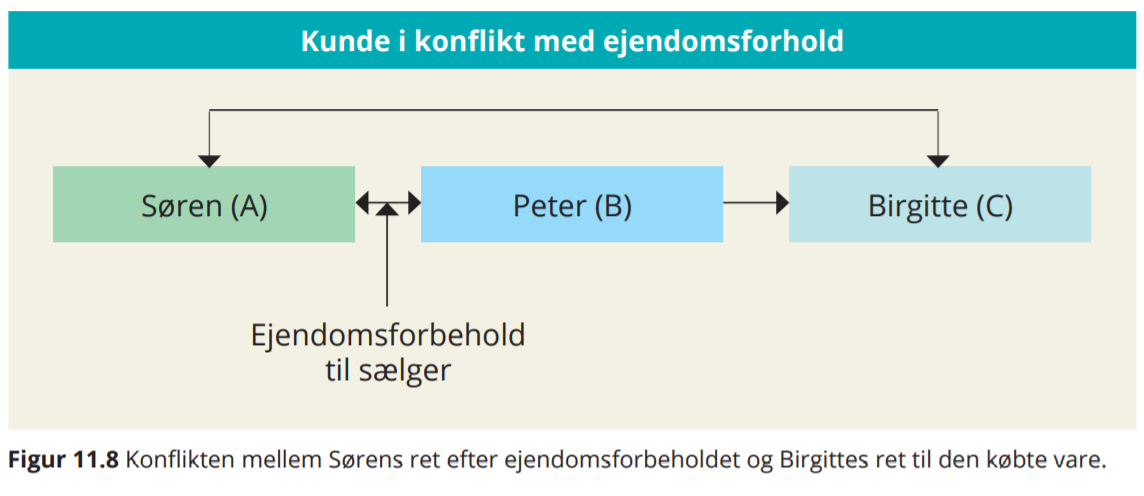 Kunde i konflikt med ejendomsforhold
Søren (A)
Peter (B)
Birgitte (C)
Ejendomsforbehold
til sælger
Figur 11.8 Konflikten mellem Sørens ret efter ejendomsforbeholdet og Birgittes ret til den købte vare.